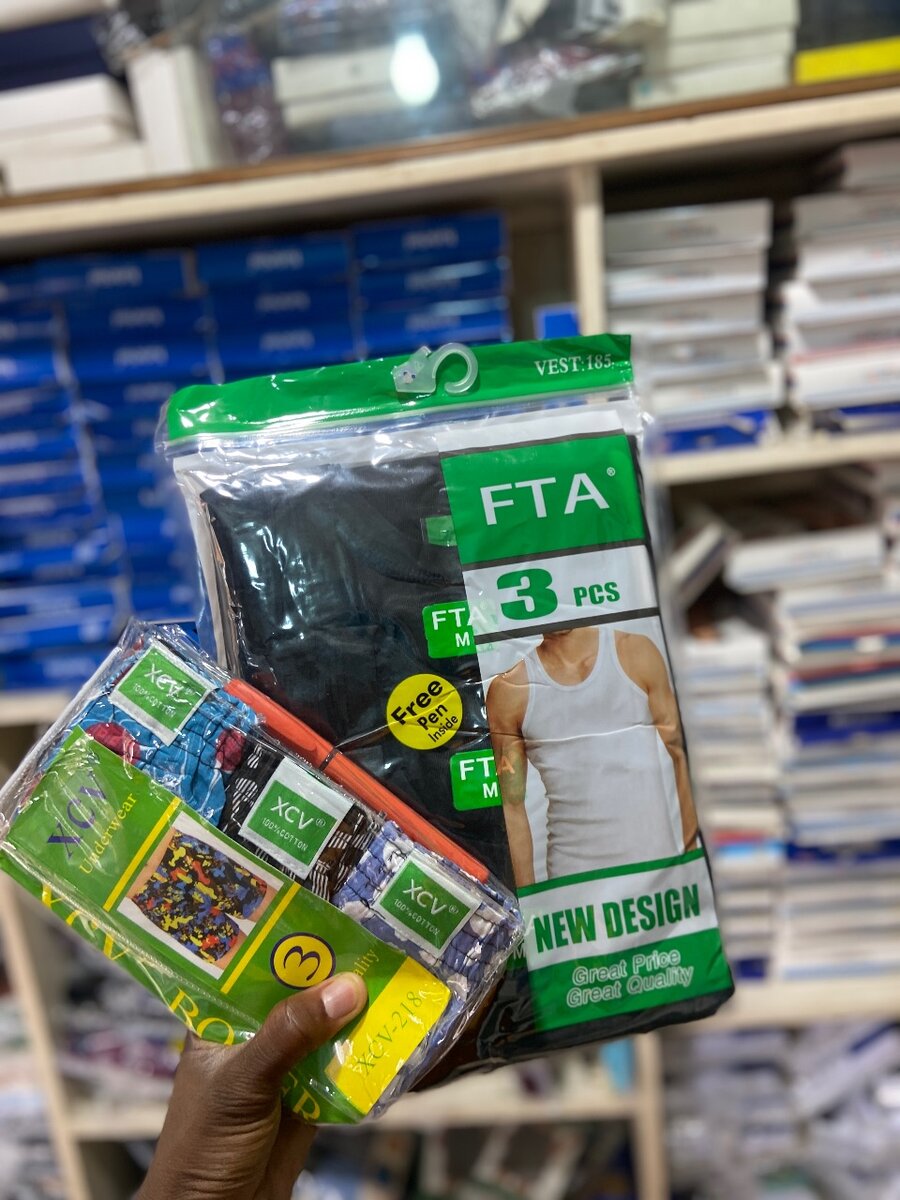 VEST:185
FTA®
3 PCS
FTA
M
Free
Pen
Inside
FTA
M
NEW DESIGN
Great Price
Great Quality
XCV
100%COTTON
XCV®
100%COTTON
XCV®
100%COTTON
XCV
Underwear
3
XCV-218